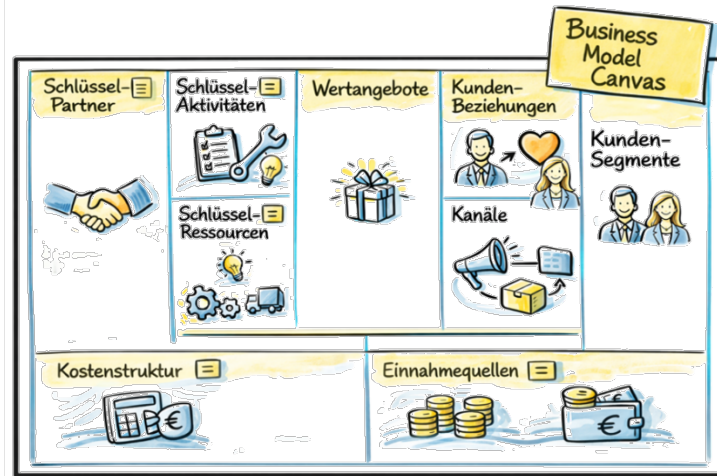 Business
Model
Canvas
Schlüssel-
Partner
Schlüssel-
Aktivitäten
Wertangebote
Kunden-
Beziehungen
Kunden-
Segmente
Schlüssel-
Ressourcen
Kanäle
Kostenstruktur
€
Einnahmequellen
€
€